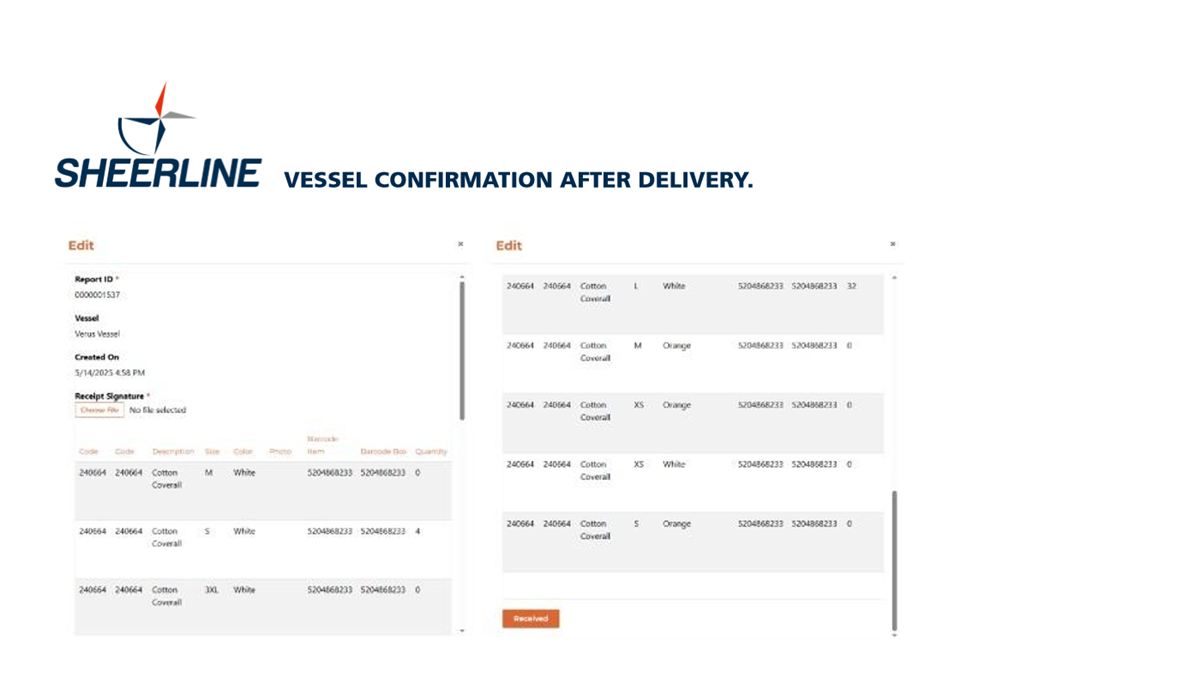 SHEERLINE
VESSEL CONFIRMATION AFTER DELIVERY.
Edit
×
Report ID *
0000001537
Vessel
Verus Vessel
Created On
5/14/2025 4:58 PM
Receipt Signature *
Choose File No file selected
Code Code Description Size Color Photo Barcode Item Barcode Box Quantity
240664 240664 Cotton Coverall M White 5204868233 5204868233 0
240664 240664 Cotton Coverall S White 5204868233 5204868233 4
240664 240664 Cotton Coverall 3XL White 5204868233 5204868233 0
Edit
×
240664 240664 Cotton Coverall L White 5204868233 5204868233 32
240664 240664 Cotton Coverall M Orange 5204868233 5204868233 0
240664 240664 Cotton Coverall XS Orange 5204868233 5204868233 0
240664 240664 Cotton Coverall XS White 5204868233 5204868233 0
240664 240664 Cotton Coverall S Orange 5204868233 5204868233 0
Received